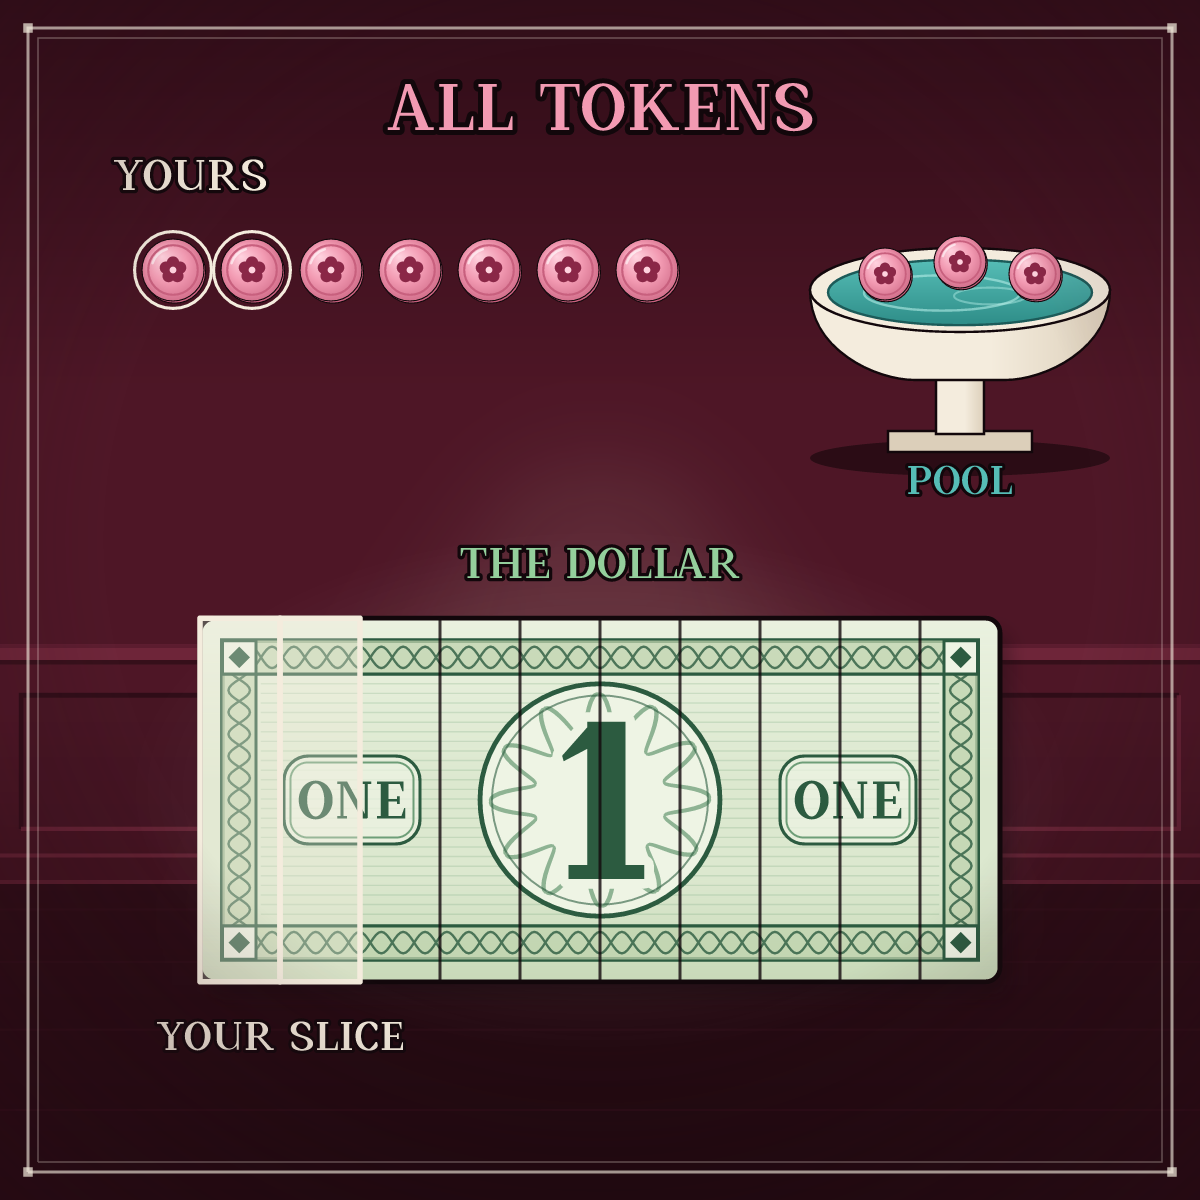 ALL TOKENS
YOURS
POOL
THE DOLLAR
ONE 1 ONE
YOUR SLICE